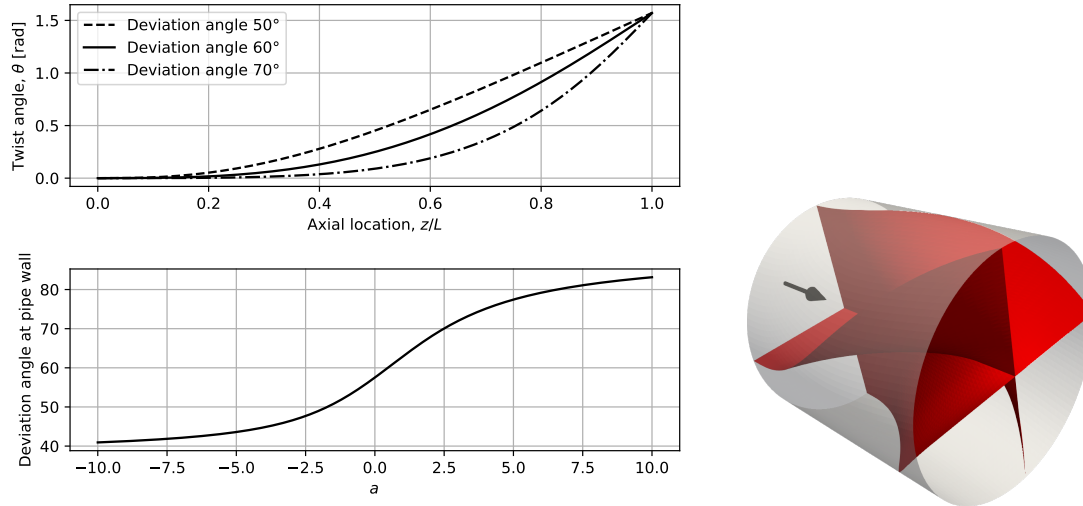 Twist angle, θ [rad]
1.5
1.0
0.5
0.0
Deviation angle 50°
Deviation angle 60°
Deviation angle 70°
0.0 0.2 0.4 0.6 0.8 1.0
Axial location, z/L
Deviation angle at pipe wall
80
70
60
50
40
−10.0 −7.5 −5.0 −2.5 0.0 2.5 5.0 7.5 10.0
a